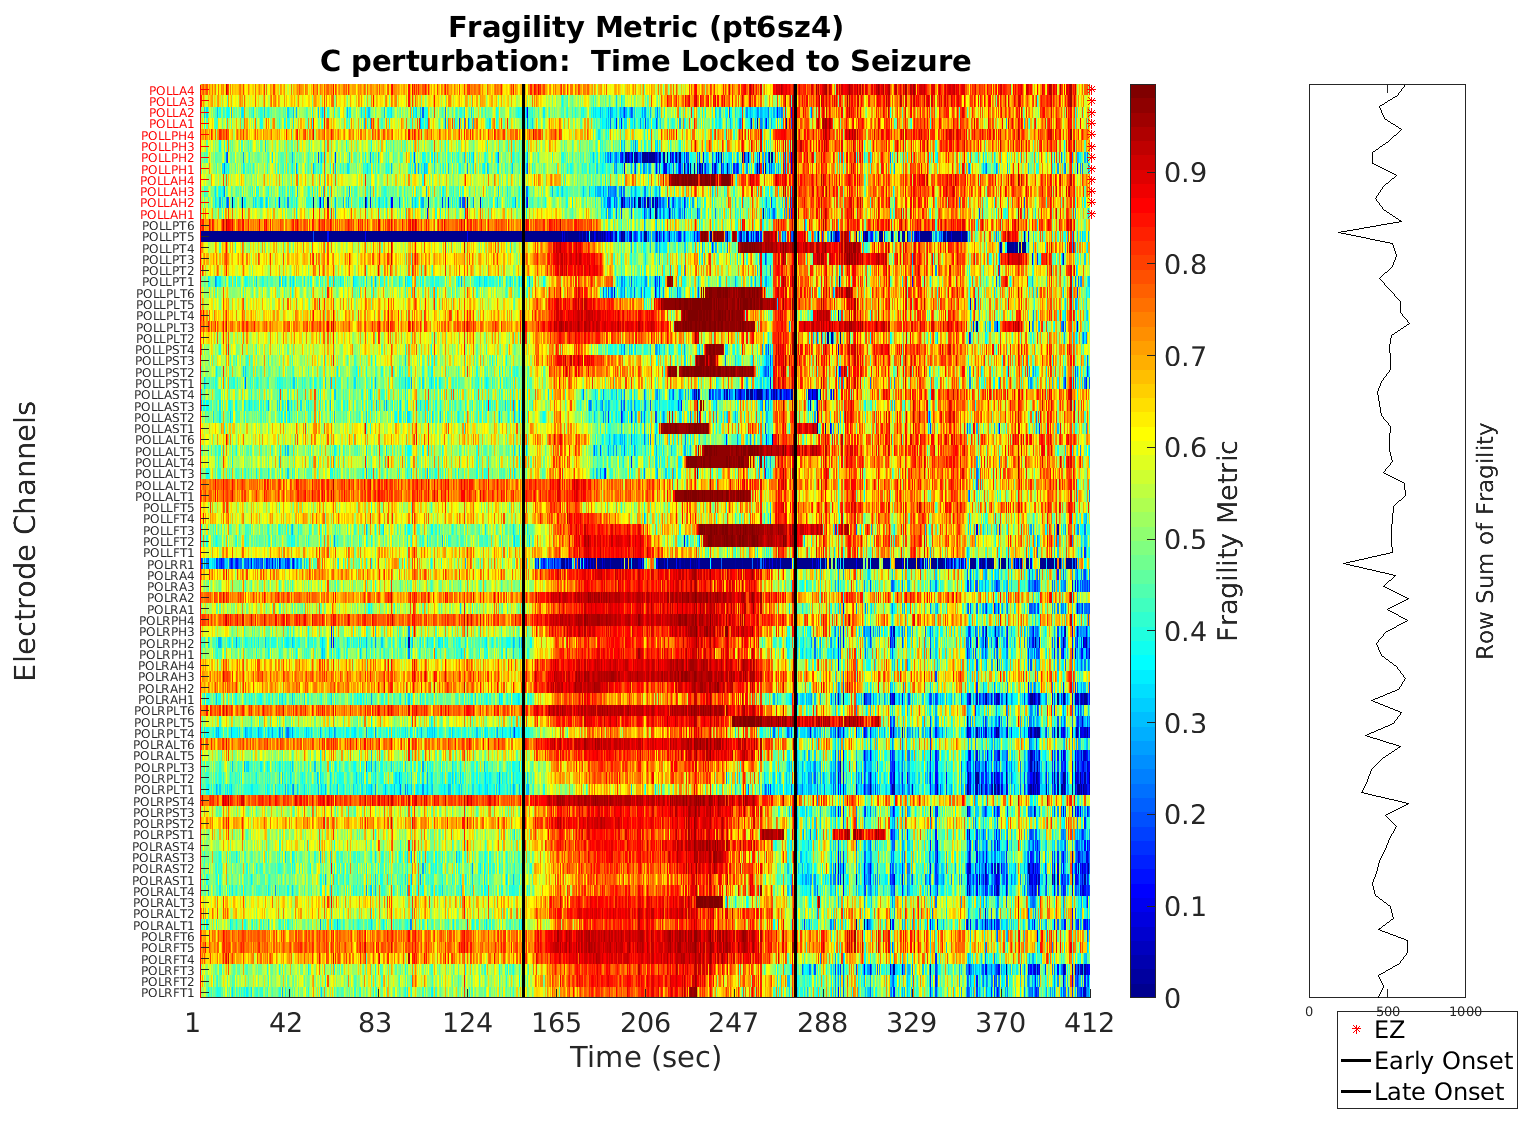 Fragility Metric (pt6sz4)
C perturbation:  Time Locked to Seizure
Electrode Channels
POLLA4
POLLA3
POLLA2
POLLA1
POLLPH4
POLLPH3
POLLPH2
POLLPH1
POLLAH4
POLLAH3
POLLAH2
POLLAH1
POLLPT6
POLLPT5
POLLPT4
POLLPT3
POLLPT2
POLLPT1
POLLPLT6
POLLPLT5
POLLPLT4
POLLPLT3
POLLPLT2
POLLPST4
POLLPST3
POLLPST2
POLLPST1
POLLAST4
POLLAST3
POLLAST2
POLLAST1
POLLALT6
POLLALT5
POLLALT4
POLLALT3
POLLALT2
POLLALT1
POLLFT5
POLLFT4
POLLFT3
POLLFT2
POLLFT1
POLRR1
POLRA4
POLRA3
POLRA2
POLRA1
POLRPH4
POLRPH3
POLRPH2
POLRPH1
POLRAH4
POLRAH3
POLRAH2
POLRAH1
POLRPLT6
POLRPLT5
POLRPLT4
POLRALT6
POLRALT5
POLRPLT3
POLRPLT2
POLRPLT1
POLRPST4
POLRPST3
POLRPST2
POLRPST1
POLRAST4
POLRAST3
POLRAST2
POLRAST1
POLRALT4
POLRALT3
POLRALT2
POLRALT1
POLRFT6
POLRFT5
POLRFT4
POLRFT3
POLRFT2
POLRFT1
1 42 83 124 165 206 247 288 329 370 412
Time (sec)
0.9
0.8
0.7
0.6
0.5
0.4
0.3
0.2
0.1
0
Fragility Metric
0 500 1000
Row Sum of Fragility
EZ
Early Onset
Late Onset